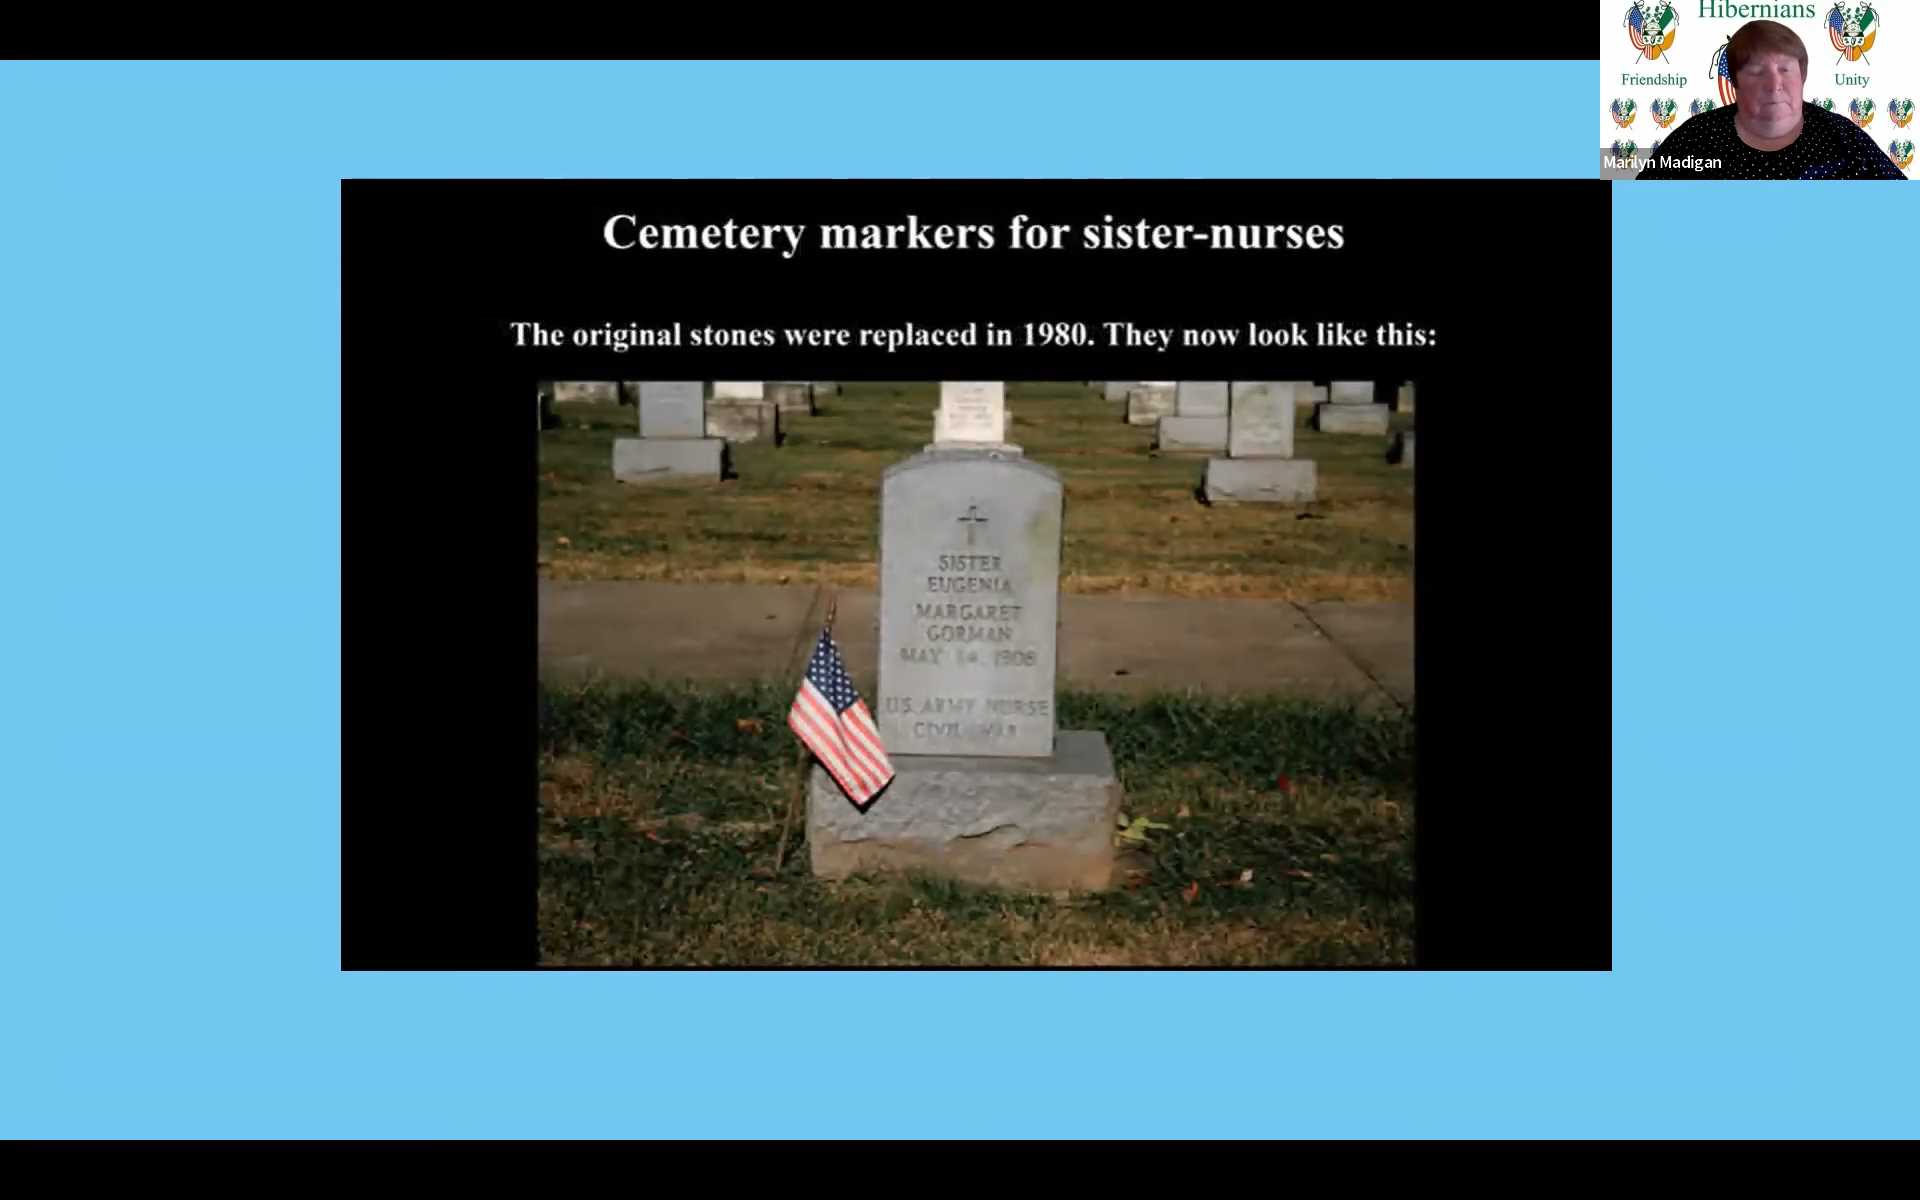 Cemetery markers for sister-nurses
The original stones were replaced in 1980. They now look like this:
SISTER
EUGENIA
MARGARET
GORMAN
MAY 14, 1908
U.S. ARMY NURSE
CIVIL WAR
Hibernians
Friendship
Unity
Marilyn Madigan